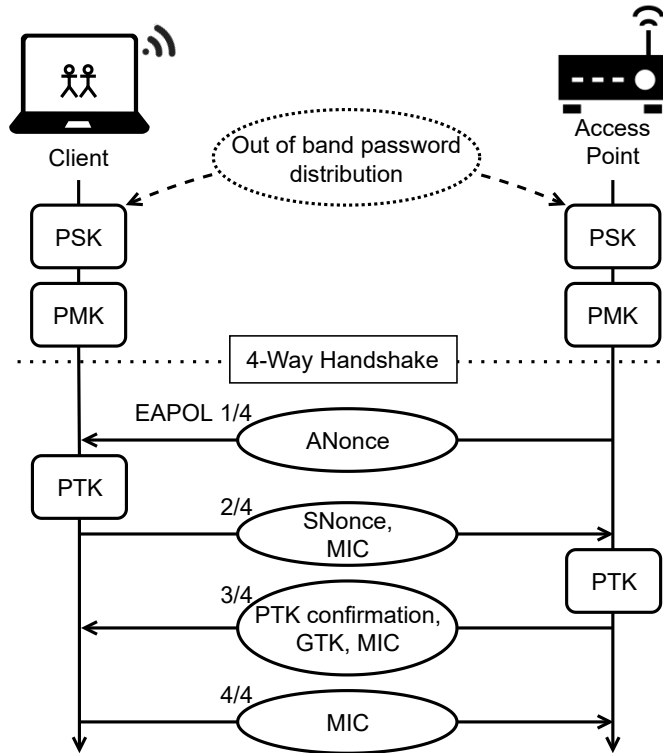 Client
Out of band password
distribution
Access
Point
PSK
PSK
PMK
PMK
4-Way Handshake
EAPOL 1/4
ANonce
PTK
2/4
SNonce,
MIC
PTK
3/4
PTK confirmation,
GTK, MIC
4/4
MIC